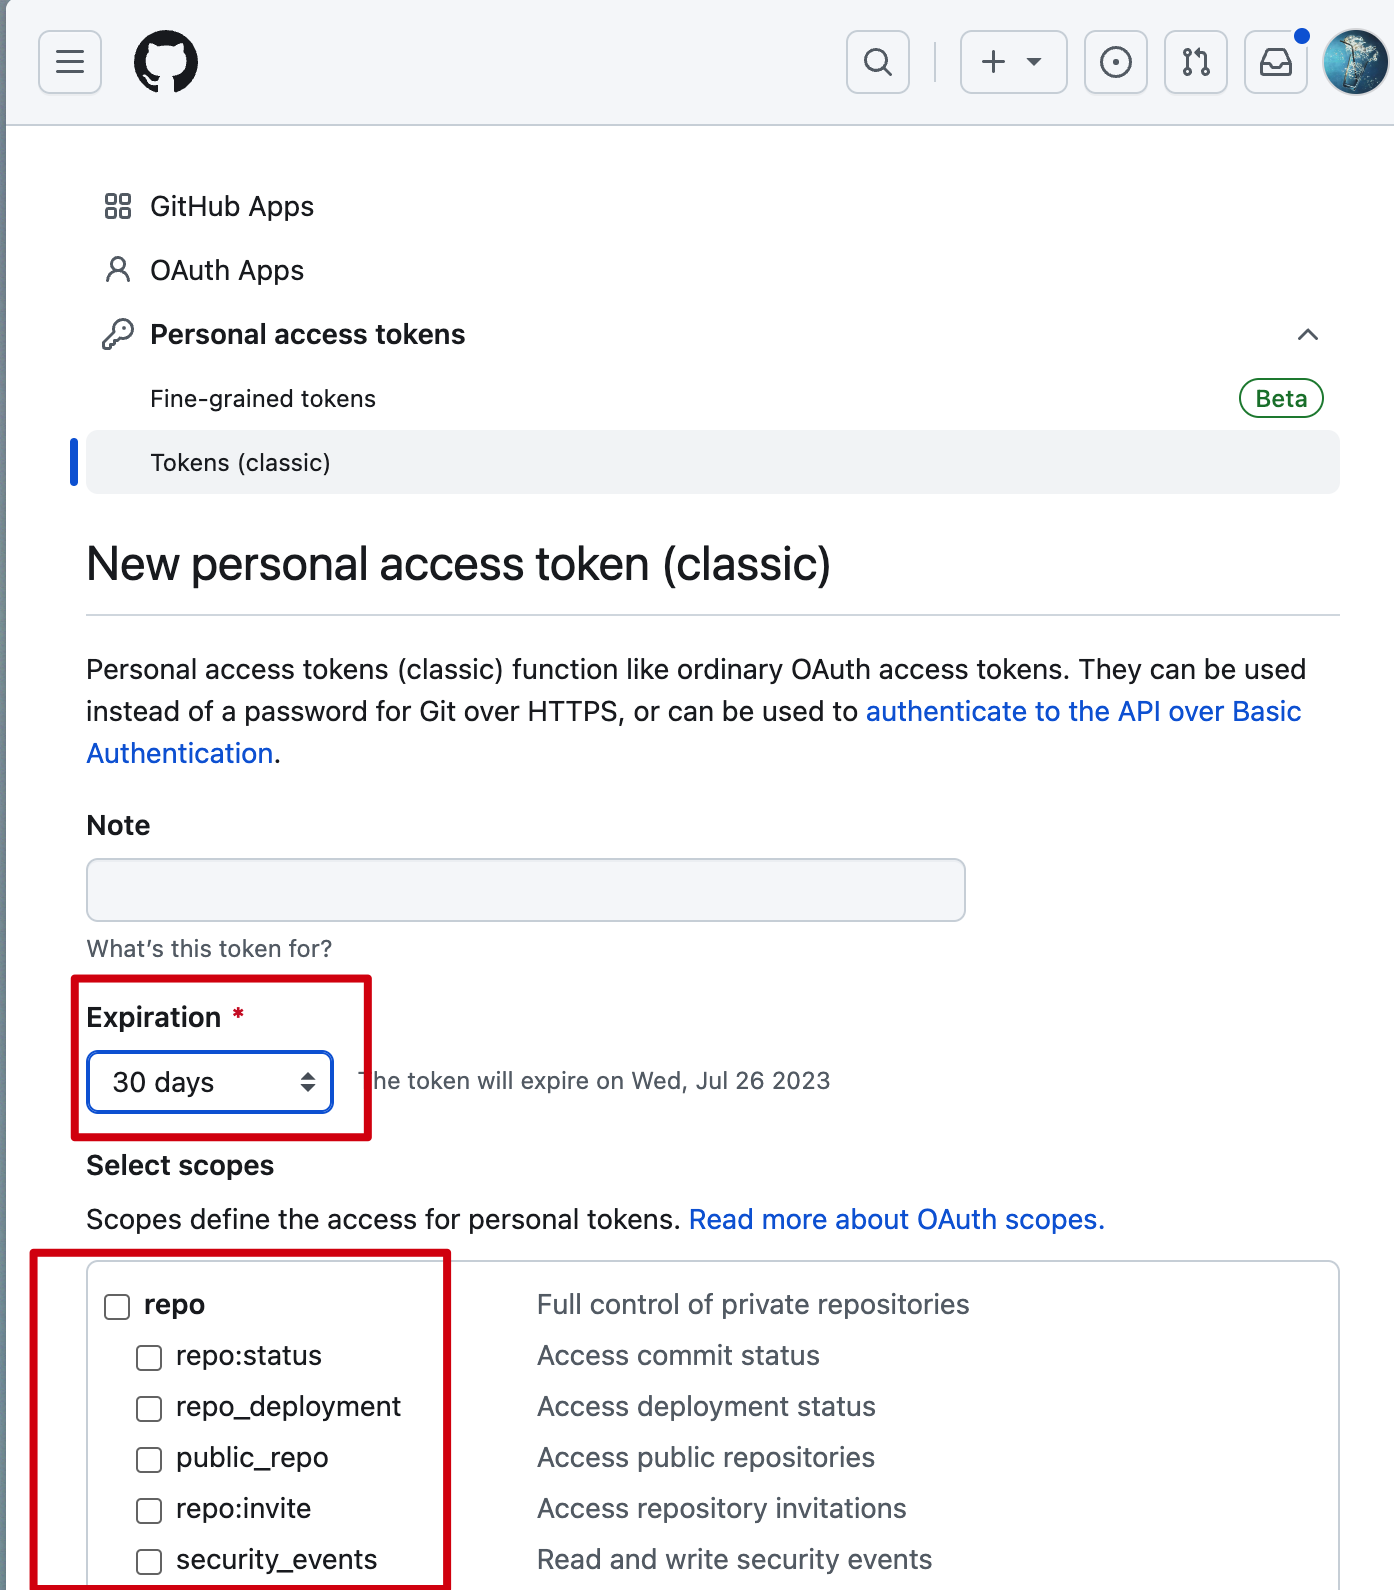 GitHub Apps
OAuth Apps
Personal access tokens
Fine-grained tokens Beta
Tokens (classic)
New personal access token (classic)
Personal access tokens (classic) function like ordinary OAuth access tokens. They can be used
instead of a password for Git over HTTPS, or can be used to authenticate to the API over Basic
Authentication.
Note
What's this token for?
Expiration *
30 days The token will expire on Wed, Jul 26 2023
Select scopes
Scopes define the access for personal tokens. Read more about OAuth scopes.
repo Full control of private repositories
repo:status Access commit status
repo_deployment Access deployment status
public_repo Access public repositories
repo:invite Access repository invitations
security_events Read and write security events